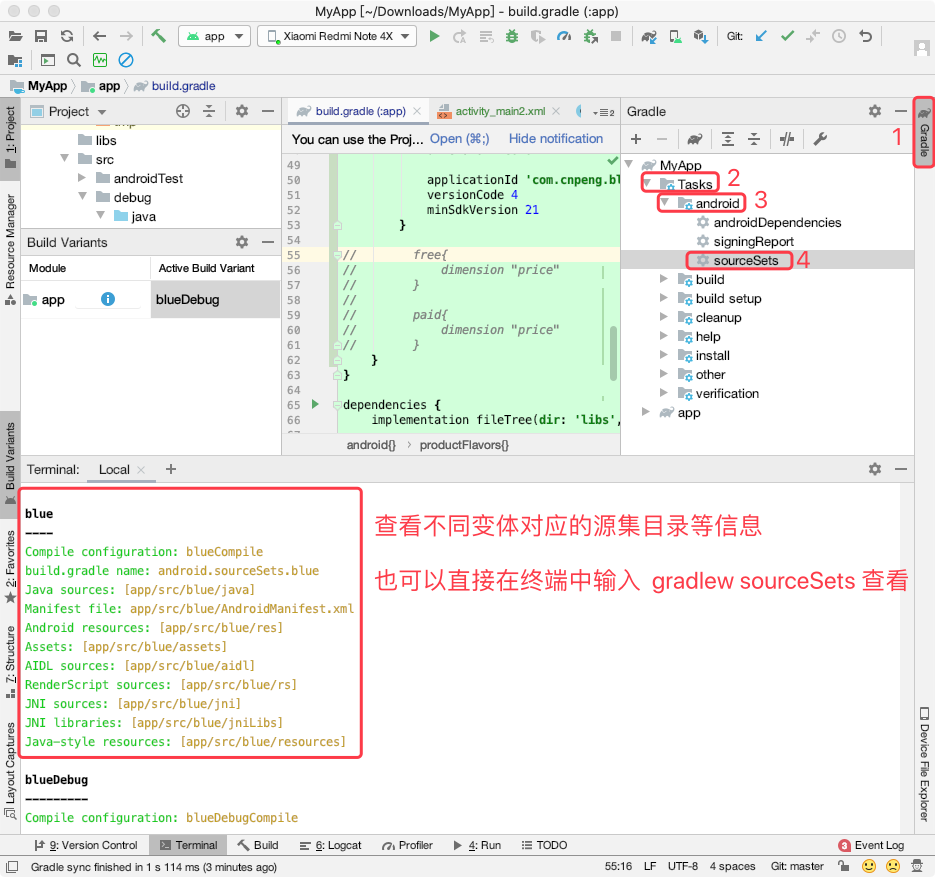 MyApp [~/Downloads/MyApp] - build.gradle (:app)
app
Xiaomi Redmi Note 4X
Git:
MyApp
app
build.gradle
1: Project
Resource Manager
Build Variants
2: Favorites
7: Structure
Layout Captures
Project
libs
src
androidTest
debug
java
Build Variants
Module
Active Build Variant
app
blueDebug
build.gradle (:app)
activity_main2.xml
2
You can use the Proj... Open (⌘;) Hide notification
49
50 applicationId 'com.cnpeng.bl
51 versionCode 4
52 minSdkVersion 21
53 }
54
55 // free{
56 // dimension "price"
57 // }
58 //
59 // paid{
60 // dimension "price"
61 // }
62 }
63 }
64
65 dependencies {
66 implementation fileTree(dir: 'libs',
android{} › productFlavors{}
Gradle
1
Gradle
MyApp
Tasks 2
android 3
androidDependencies
signingReport
sourceSets 4
build
build setup
cleanup
help
install
other
verification
app
Device File Explorer
Terminal: Local
blue
----
Compile configuration: blueCompile
build.gradle name: android.sourceSets.blue
Java sources: [app/src/blue/java]
Manifest file: app/src/blue/AndroidManifest.xml
Android resources: [app/src/blue/res]
Assets: [app/src/blue/assets]
AIDL sources: [app/src/blue/aidl]
RenderScript sources: [app/src/blue/rs]
JNI sources: [app/src/blue/jni]
JNI libraries: [app/src/blue/jniLibs]
Java-style resources: [app/src/blue/resources]
查看不同变体对应的源集目录等信息
也可以直接在终端中输入 gradlew sourceSets 查看
blueDebug
---------
Compile configuration: blueDebugCompile
9: Version Control
Terminal
Build
6: Logcat
Profiler
4: Run
TODO
3 Event Log
Gradle sync finished in 1 s 114 ms (3 minutes ago)
55:16 LF UTF-8 4 spaces Git: master